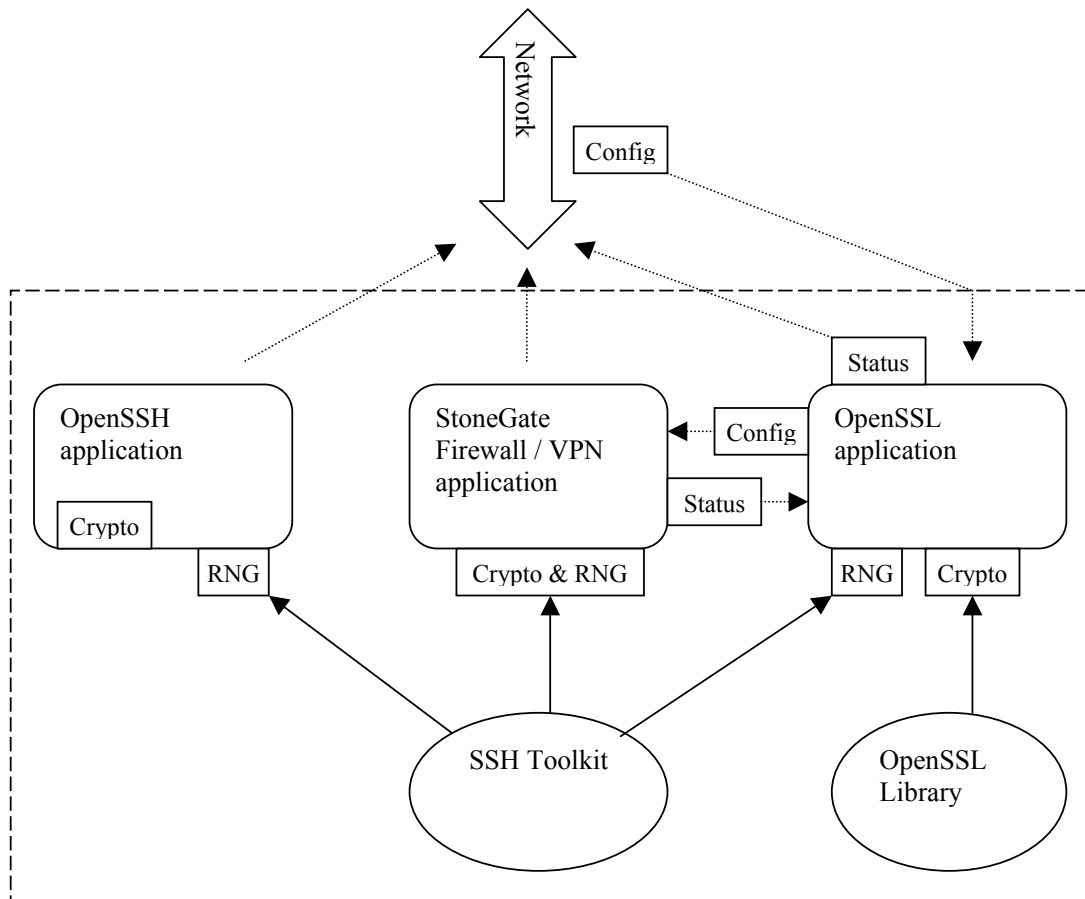 Network
Config
Status
OpenSSH
application
Crypto
RNG
StoneGate
Firewall / VPN
application
Crypto & RNG
Config
Status
OpenSSL
application
RNG
Crypto
SSH Toolkit
OpenSSL
Library